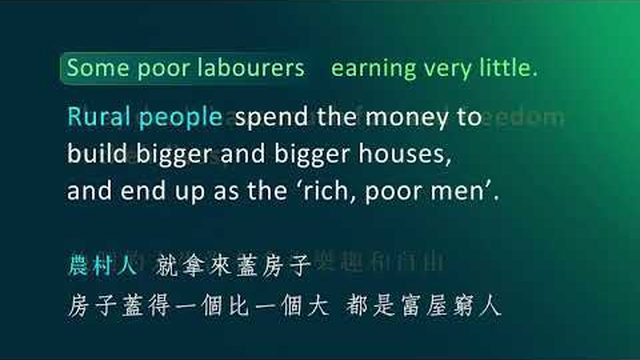 Some poor labourers earning very little.
Rural people spend the money to
build bigger and bigger houses,
and end up as the ‘rich, poor men’.
農村人 就拿來蓋房子
房子蓋得一個比一個大 都是富屋窮人